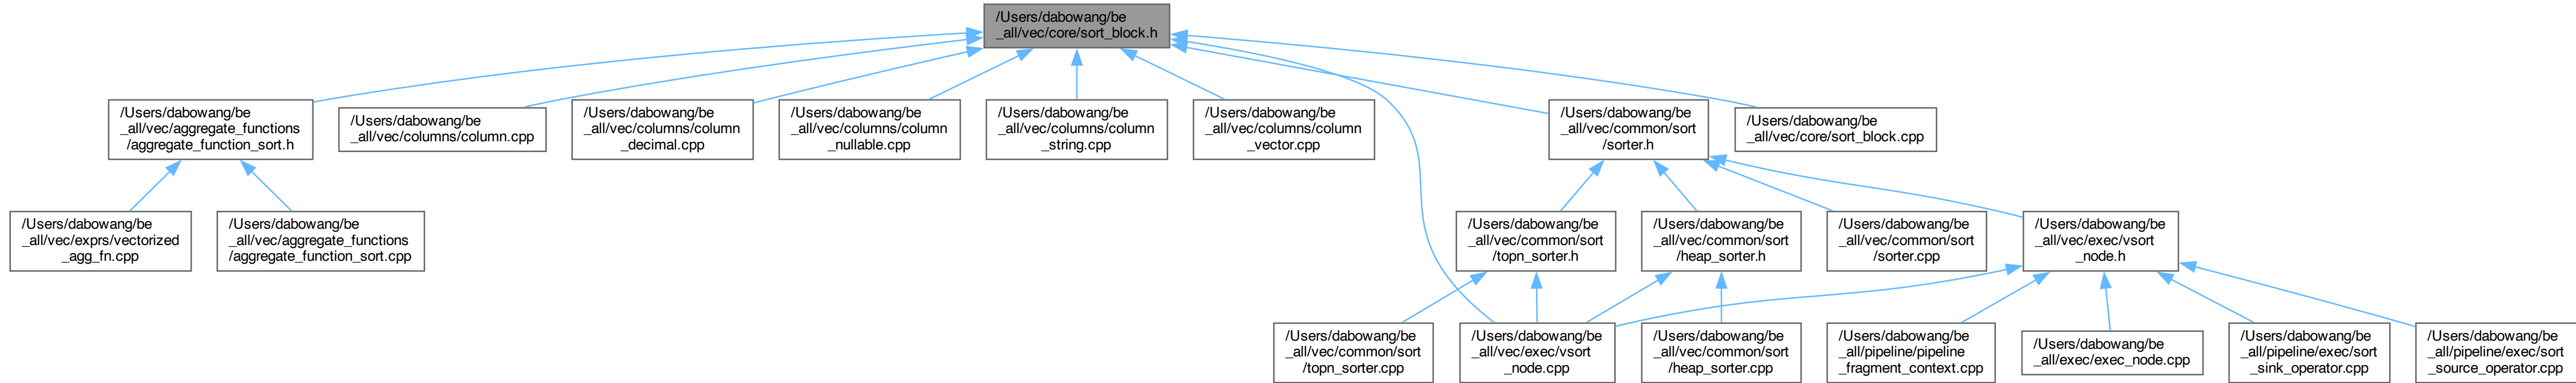 /Users/dabowang/be
_all/vec/core/sort_block.h
/Users/dabowang/be
_all/vec/aggregate_functions
/aggregate_function_sort.h
/Users/dabowang/be
_all/vec/columns/column.cpp
/Users/dabowang/be
_all/vec/columns/column
_decimal.cpp
/Users/dabowang/be
_all/vec/columns/column
_nullable.cpp
/Users/dabowang/be
_all/vec/columns/column
_string.cpp
/Users/dabowang/be
_all/vec/columns/column
_vector.cpp
/Users/dabowang/be
_all/vec/common/sort
/sorter.h
/Users/dabowang/be
_all/vec/core/sort_block.cpp
/Users/dabowang/be
_all/vec/exprs/vectorized
_agg_fn.cpp
/Users/dabowang/be
_all/vec/aggregate_functions
/aggregate_function_sort.cpp
/Users/dabowang/be
_all/vec/common/sort
/topn_sorter.h
/Users/dabowang/be
_all/vec/common/sort
/heap_sorter.h
/Users/dabowang/be
_all/vec/common/sort
/sorter.cpp
/Users/dabowang/be
_all/vec/exec/vsort
_node.h
/Users/dabowang/be
_all/vec/common/sort
/topn_sorter.cpp
/Users/dabowang/be
_all/vec/exec/vsort
_node.cpp
/Users/dabowang/be
_all/vec/common/sort
/heap_sorter.cpp
/Users/dabowang/be
_all/pipeline/pipeline
_fragment_context.cpp
/Users/dabowang/be
_all/exec/exec_node.cpp
/Users/dabowang/be
_all/pipeline/exec/sort
_sink_operator.cpp
/Users/dabowang/be
_all/pipeline/exec/sort
_source_operator.cpp